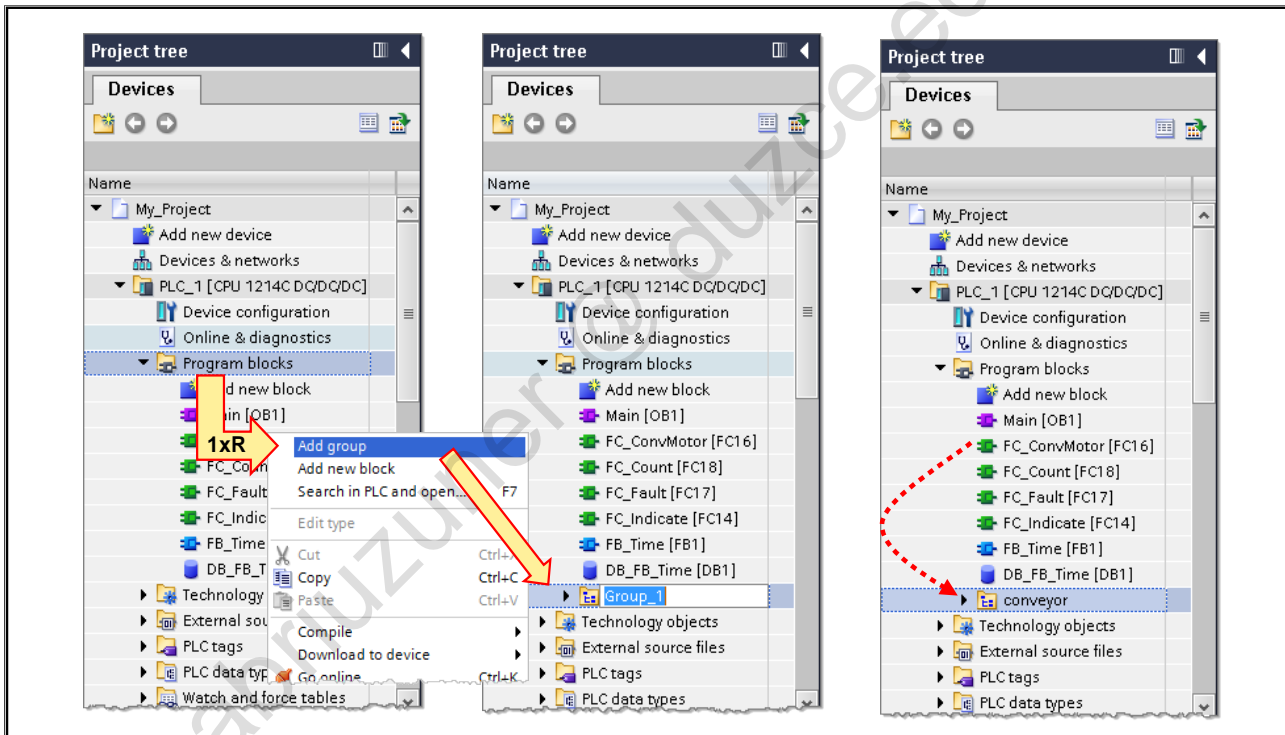 Project tree
Devices
Name
My_Project
Add new device
Devices & networks
PLC_1 [CPU 1214C DC/DC/DC]
Device configuration
Online & diagnostics
Program blocks
d new block
in [OB1]
1xR
FC_Coun
FC_Fault
FC_Indic
FB_Time
DB_FB_T
Technology
External sou
PLC tags
PLC data typ
Watch and force tables
Add group
Add new block
Search in PLC and open... F7
Edit type
Cut Ctrl+X
Copy Ctrl+C
Paste Ctrl+V
Compile
Download to device
Go online Ctrl+K
Project tree
Devices
Name
My_Project
Add new device
Devices & networks
PLC_1 [CPU 1214C DC/DC/DC]
Device configuration
Online & diagnostics
Program blocks
Add new block
Main [OB1]
FC_ConvMotor [FC16]
FC_Count [FC18]
FC_Fault [FC17]
FC_Indicate [FC14]
FB_Time [FB1]
DB_FB_Time [DB1]
Group_1
Technology objects
External source files
PLC tags
PLC data types
Project tree
Devices
Name
My_Project
Add new device
Devices & networks
PLC_1 [CPU 1214C DC/DC/DC]
Device configuration
Online & diagnostics
Program blocks
Add new block
Main [OB1]
FC_ConvMotor [FC16]
FC_Count [FC18]
FC_Fault [FC17]
FC_Indicate [FC14]
FB_Time [FB1]
DB_FB_Time [DB1]
conveyor
Technology objects
External source files
PLC tags
PLC data types
abriuzuner @ duzce.ed